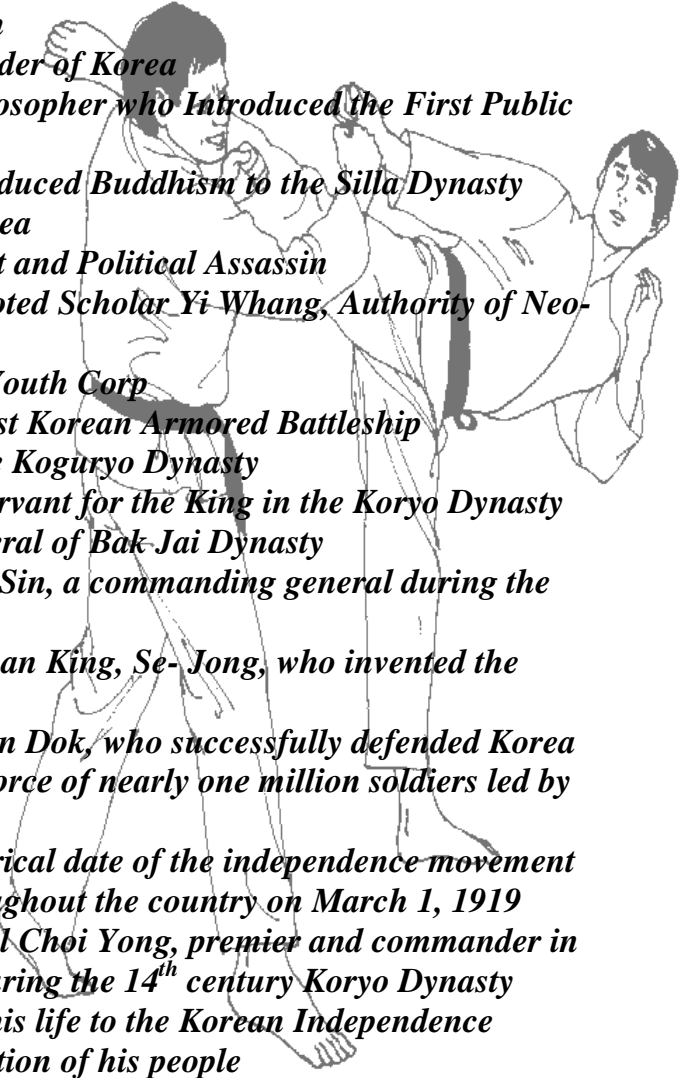 n
der of Korea
osopher who Introduced the First Public
duced Buddhism to the Silla Dynasty
ea
t and Political Assassin
oted Scholar Yi Whang, Authority of Neo-
Youth Corp
st Korean Armored Battleship
e Koguryo Dynasty
rvant for the King in the Koryo Dynasty
eral of Bak Jai Dynasty
Sin, a commanding general during the
an King, Se- Jong, who invented the
n Dok, who successfully defended Korea
orce of nearly one million soldiers led by
rical date of the independence movement
ughout the country on March 1, 1919
l Choi Yong, premier and commander in
uring the 14th century Koryo Dynasty
his life to the Korean Independence
tion of his people